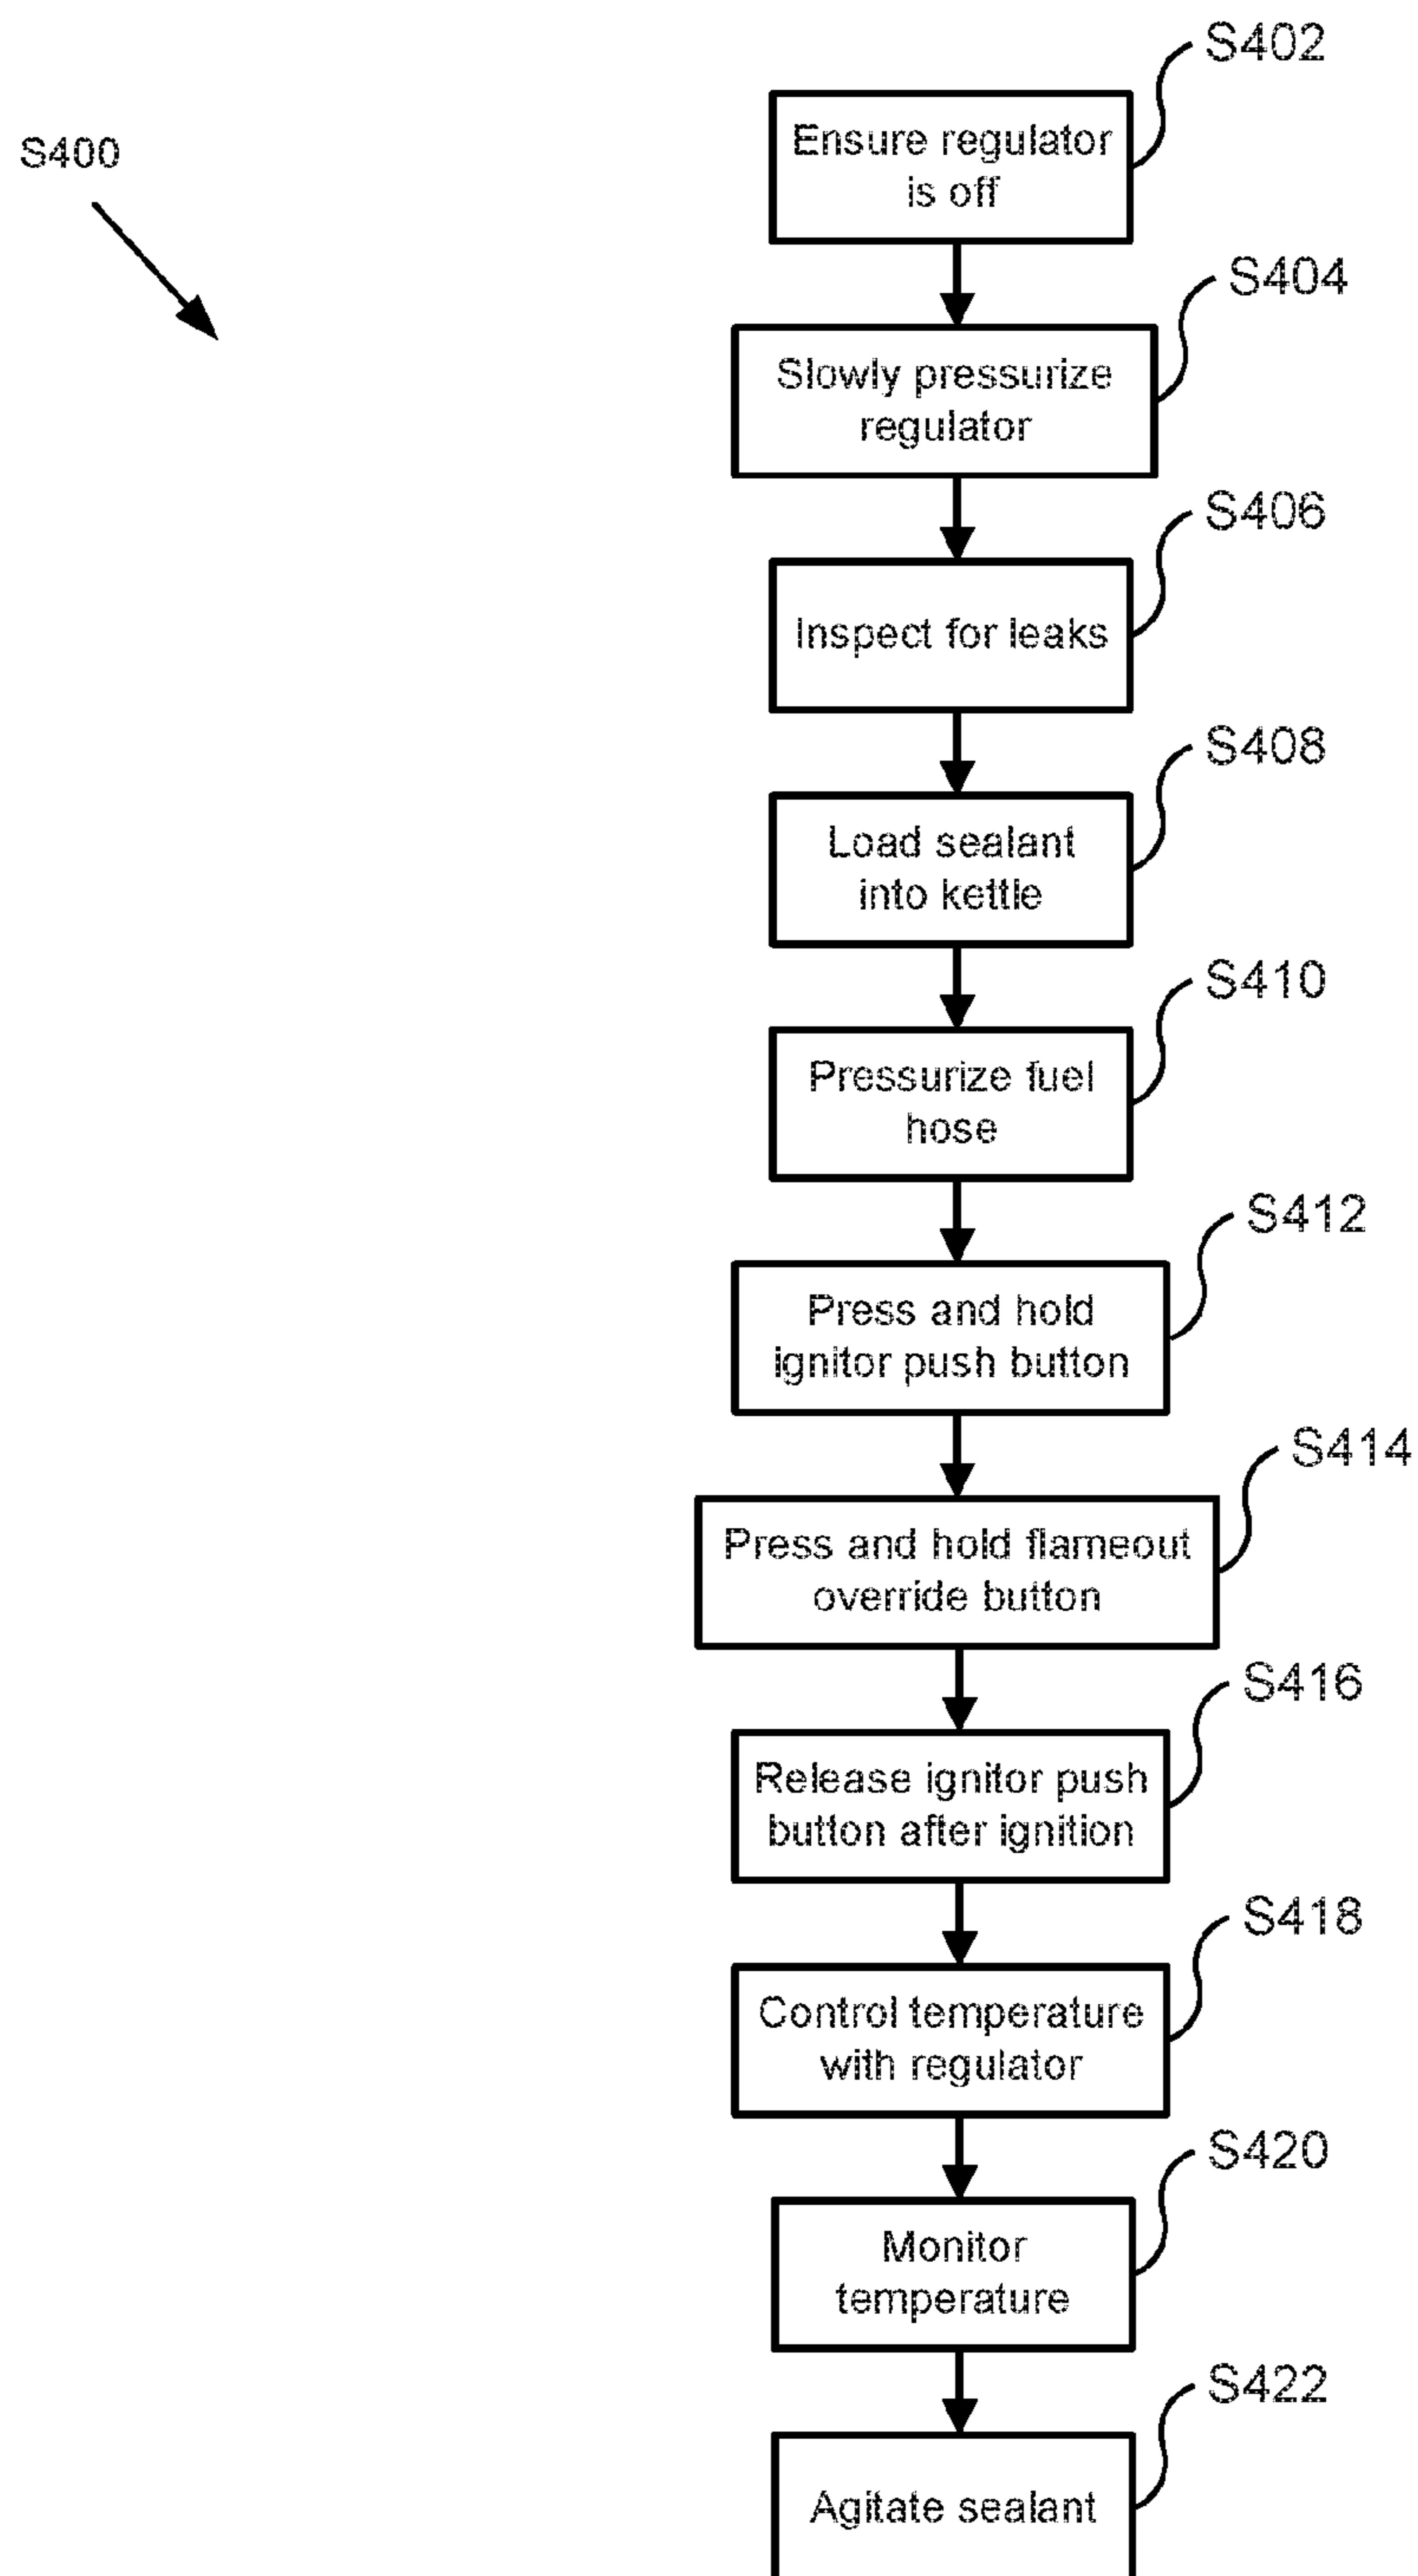 S402
S400
Ensure regulator
is off
S404
Slowly pressurize
regulator
S406
Inspect for leaks
S408
Load sealant
into kettle
S410
Pressurize fuel
hose
S412
Press and hold
ignitor push button
S414
Press and hold flameout
override button
S416
Release ignitor push
button after ignition
S418
Control temperature
with regulator
S420
Monitor
temperature
S422
Agitate sealant